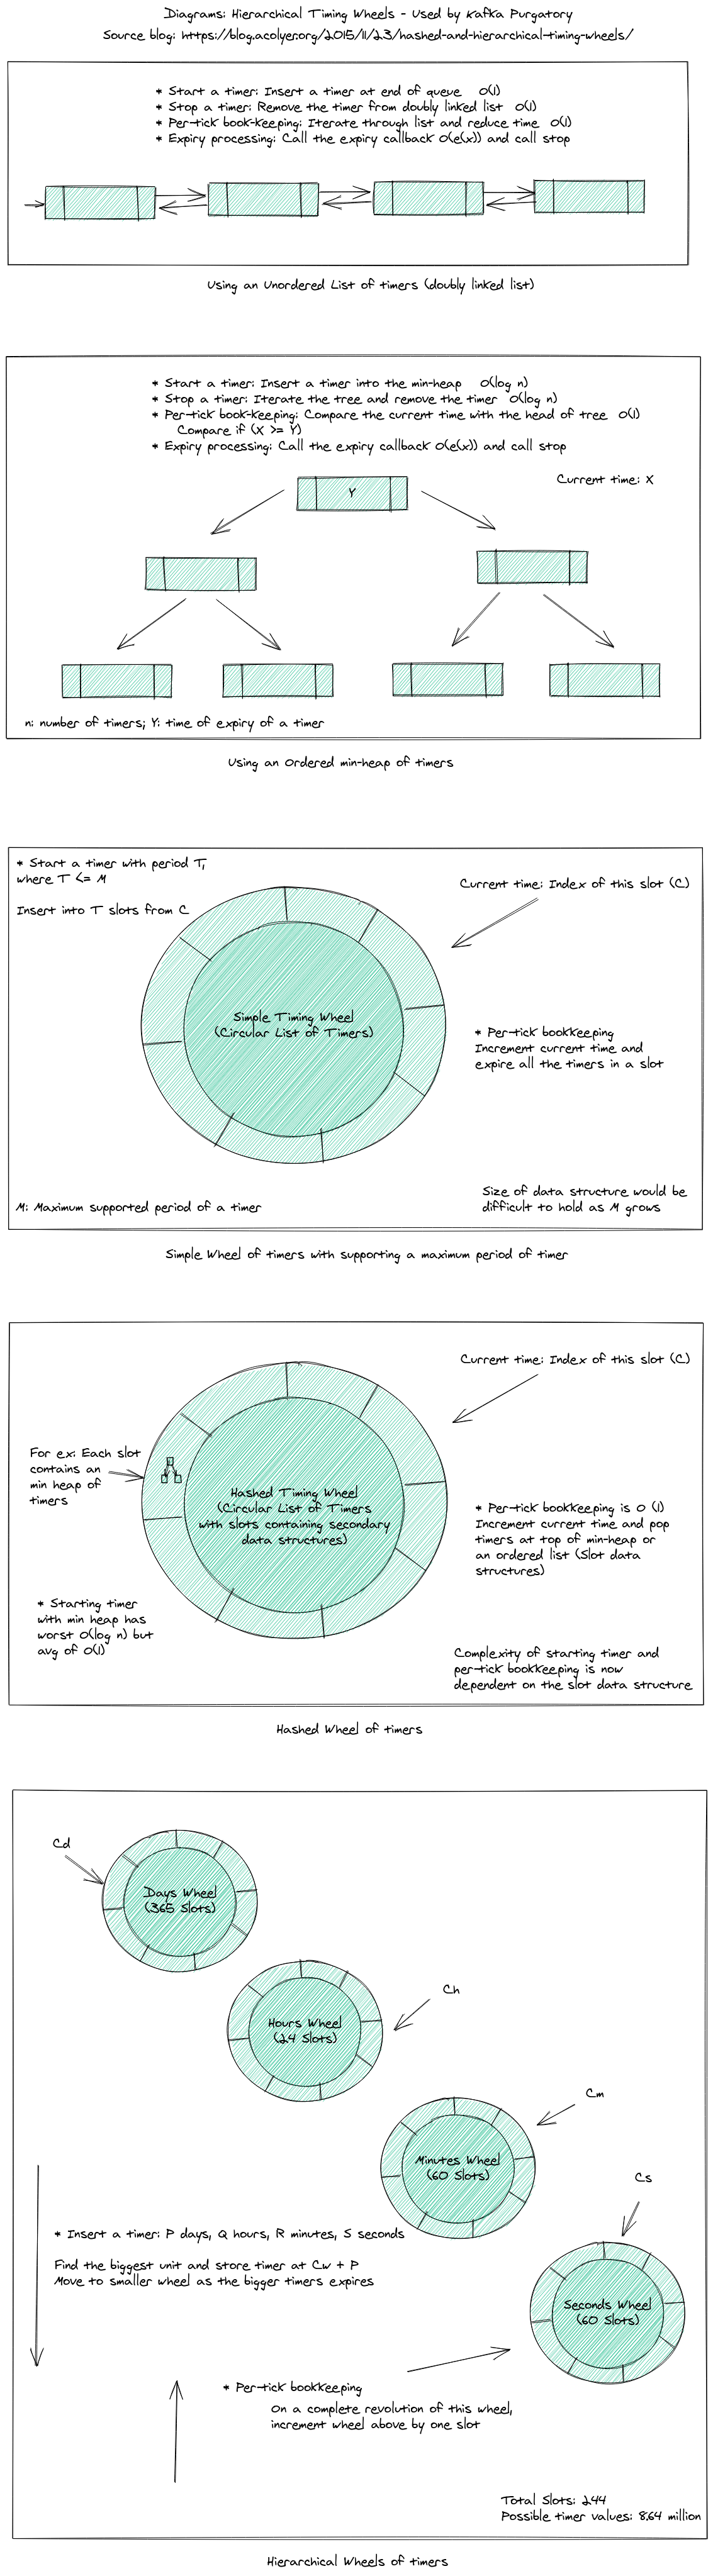 Diagrams: Hierarchical Timing Wheels - Used by Kafka Purgatory
Source blog: https://blog.acolyer.org/2015/11/23/hashed-and-hierarchical-timing-wheels/
* Start a timer: Insert a timer at end of queue O(1)
* Stop a timer: Remove the timer from doubly linked list O(1)
* Per-tick book-keeping: Iterate through list and reduce time O(1)
* Expiry processing: Call the expiry callback O(e(x)) and call stop
Using an Unordered List of timers (doubly linked list)
* Start a timer: Insert a timer into the min-heap O(log n)
* Stop a timer: Iterate the tree and remove the timer O(log n)
* Per-tick book-keeping: Compare the current time with the head of tree O(1)
Compare if (X >= Y)
* Expiry processing: Call the expiry callback O(e(x)) and call stop
Current time: X
Y
n: number of timers; Y: time of expiry of a timer
Using an Ordered min-heap of timers
* Start a timer with period T,
where T <= M
Insert into T slots from C
Current time: Index of this slot (C)
Simple Timing Wheel
(Circular List of Timers)
* Per-tick bookkeeping
Increment current time and
expire all the timers in a slot
Size of data structure would be
difficult to hold as M grows
M: Maximum supported period of a timer
Simple Wheel of timers with supporting a maximum period of timer
Current time: Index of this slot (C)
For ex: Each slot
contains an
min heap of
timers
Hashed Timing Wheel
(Circular List of Timers
with slots containing secondary
data structures)
* Per-tick bookkeeping is O (1)
Increment current time and pop
timers at top of min-heap or
an ordered list (Slot data
structures)
* Starting timer
with min heap has
worst O(log n) but
avg of O(1)
Complexity of starting timer and
per-tick bookkeeping is now
dependent on the slot data structure
Hashed Wheel of timers
Cd
Days Wheel
(365 Slots)
Hours Wheel
(24 Slots)
Ch
Cm
Minutes Wheel
(60 Slots)
Cs
* Insert a timer: P days, Q hours, R minutes, S seconds
Find the biggest unit and store timer at Cw + P
Move to smaller wheel as the bigger timers expires
Seconds Wheel
(60 Slots)
* Per-tick bookkeeping
On a complete revolution of this wheel,
increment wheel above by one slot
Total Slots: 244
Possible timer values: 8.64 million
Hierarchical Wheels of timers